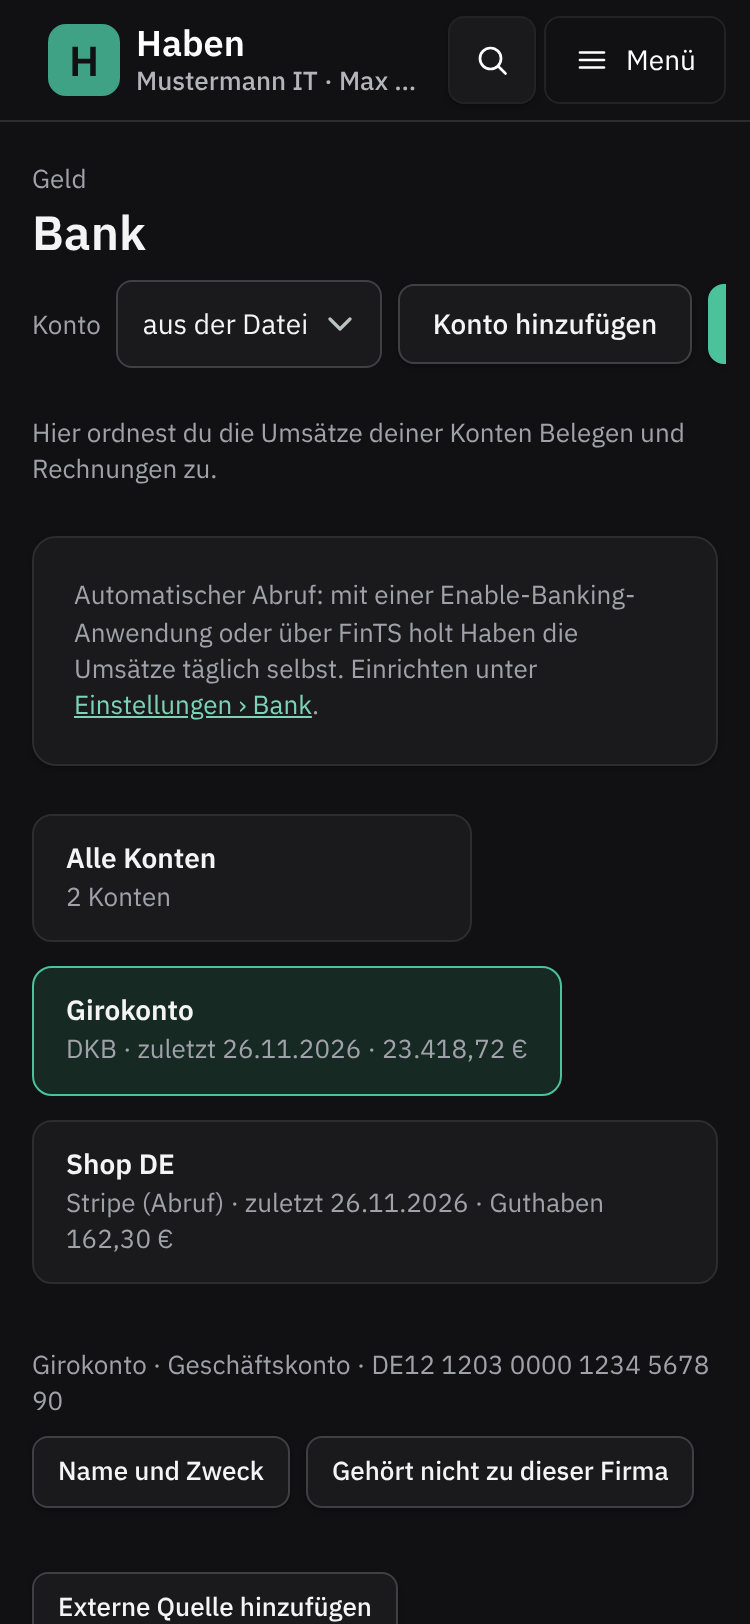 H
Haben
Mustermann IT · Max ...
Menü
Geld
Bank
Konto
aus der Datei
Konto hinzufügen
Hier ordnest du die Umsätze deiner Konten Belegen und
Rechnungen zu.
Automatischer Abruf: mit einer Enable-Banking-
Anwendung oder über FinTS holt Haben die
Umsätze täglich selbst. Einrichten unter
Einstellungen › Bank.
Alle Konten
2 Konten
Girokonto
DKB · zuletzt 26.11.2026 · 23.418,72 €
Shop DE
Stripe (Abruf) · zuletzt 26.11.2026 · Guthaben
162,30 €
Girokonto · Geschäftskonto · DE12 1203 0000 1234 5678
90
Name und Zweck
Gehört nicht zu dieser Firma
Externe Quelle hinzufügen